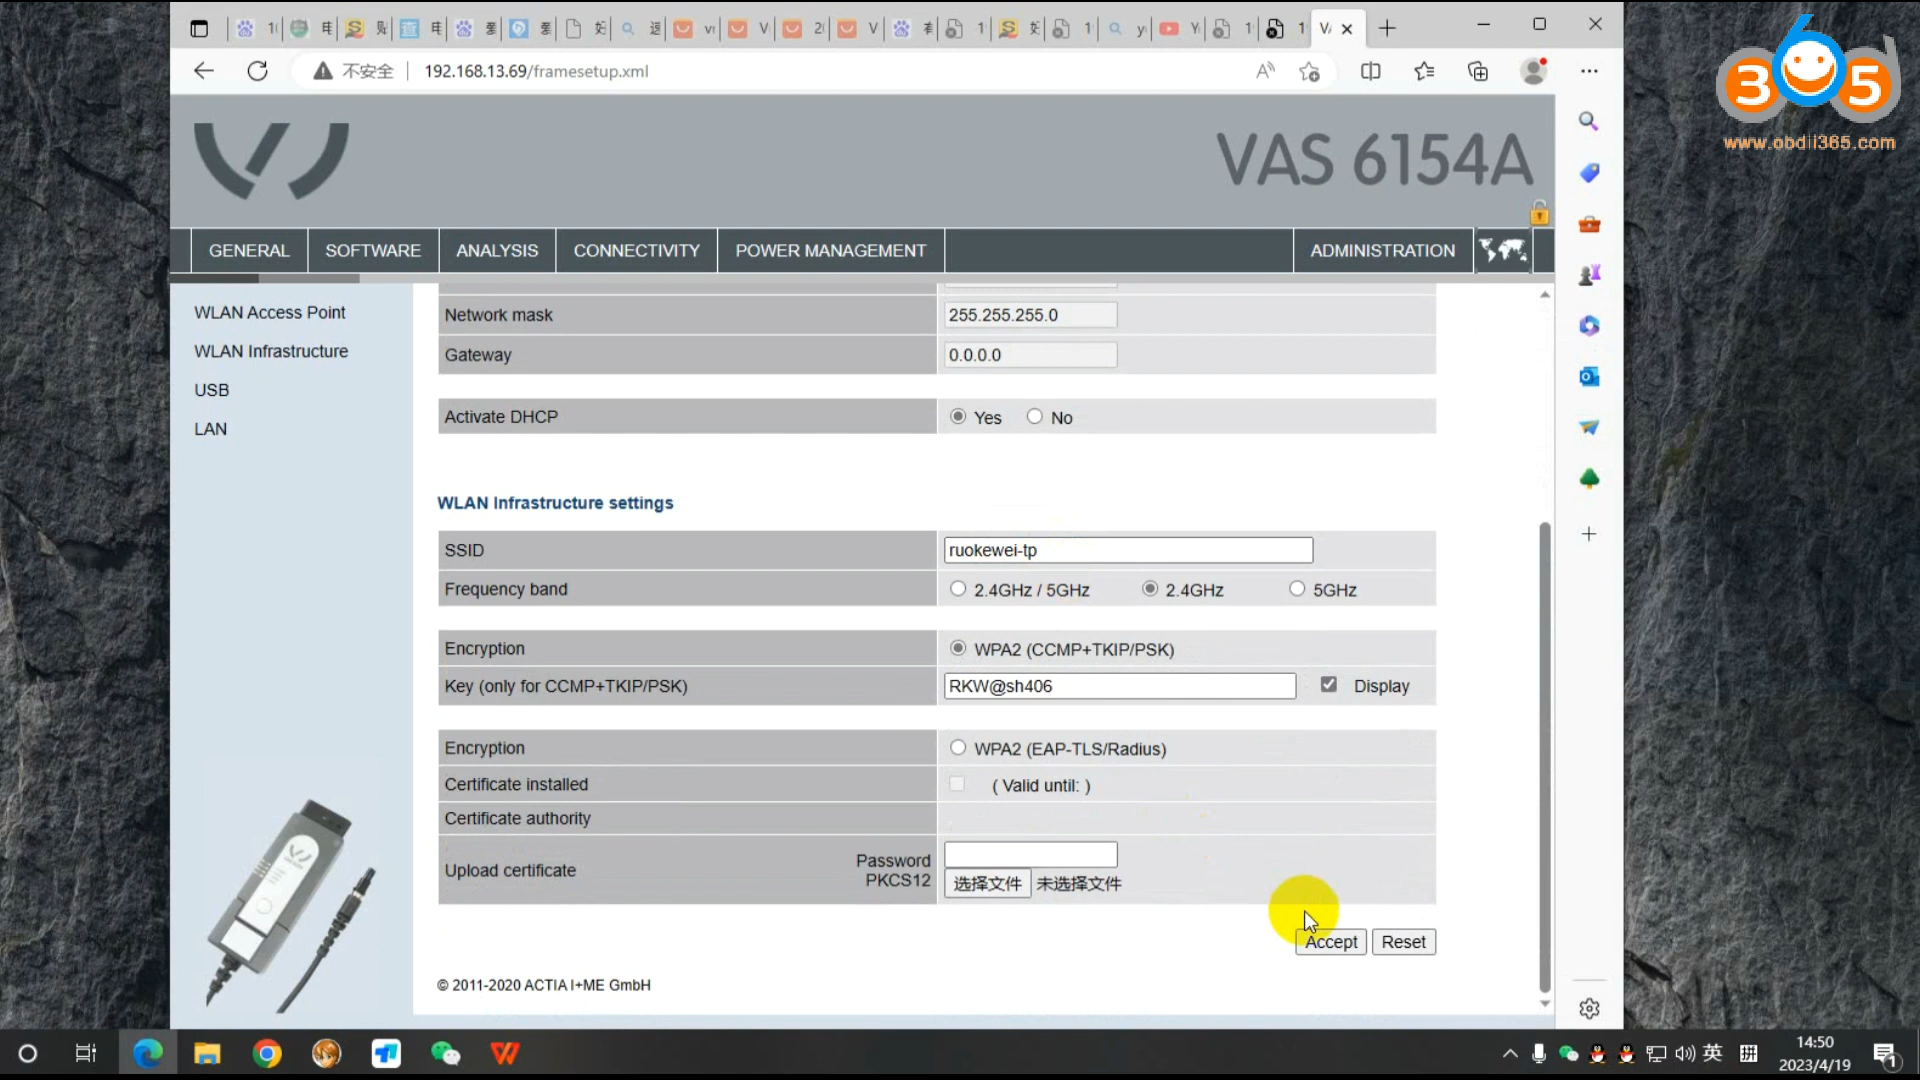 不安全 192.168.13.69/framesetup.xml
365
www.obdii365.com
VAS 6154A
GENERAL SOFTWARE ANALYSIS CONNECTIVITY POWER MANAGEMENT ADMINISTRATION
WLAN Access Point
WLAN Infrastructure
USB
LAN
Network mask 255.255.255.0
Gateway 0.0.0.0
Activate DHCP Yes No
WLAN Infrastructure settings
SSID ruokewei-tp
Frequency band 2.4GHz / 5GHz 2.4GHz 5GHz
Encryption WPA2 (CCMP+TKIP/PSK)
Key (only for CCMP+TKIP/PSK) RKW@sh406 Display
Encryption WPA2 (EAP-TLS/Radius)
Certificate installed ( Valid until: )
Certificate authority
Upload certificate Password
PKCS12 选择文件 未选择文件
Accept Reset
© 2011-2020 ACTIA I+ME GmbH
英 拼 14:50
2023/4/19 1